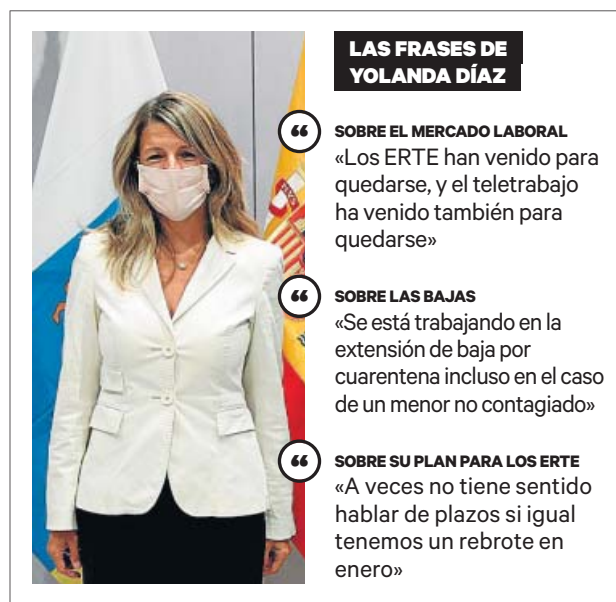 LAS FRASES DE
YOLANDA DÍAZ
“
SOBRE EL MERCADO LABORAL
«Los ERTE han venido para
quedarse, y el teletrabajo
ha venido también para
quedarse»
“
SOBRE LAS BAJAS
«Se está trabajando en la
extensión de baja por
cuarentena incluso en el caso
de un menor no contagiado»
“
SOBRE SU PLAN PARA LOS ERTE
«A veces no tiene sentido
hablar de plazos si igual
tenemos un rebrote en
enero»